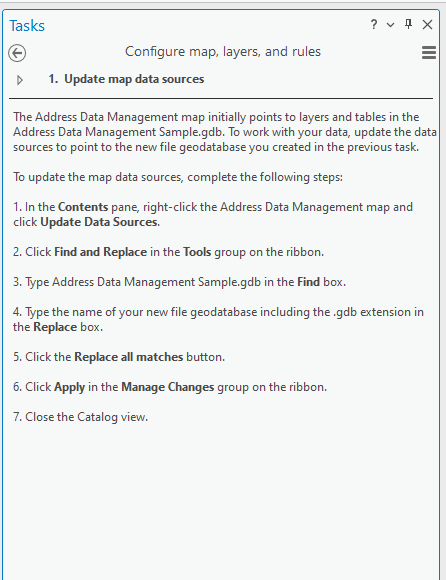 Tasks
?
Configure map, layers, and rules
1. Update map data sources
The Address Data Management map initially points to layers and tables in the
Address Data Management Sample.gdb. To work with your data, update the data
sources to point to the new file geodatabase you created in the previous task.
To update the map data sources, complete the following steps:
1. In the Contents pane, right-click the Address Data Management map and
click Update Data Sources.
2. Click Find and Replace in the Tools group on the ribbon.
3. Type Address Data Management Sample.gdb in the Find box.
4. Type the name of your new file geodatabase including the .gdb extension in
the Replace box.
5. Click the Replace all matches button.
6. Click Apply in the Manage Changes group on the ribbon.
7. Close the Catalog view.